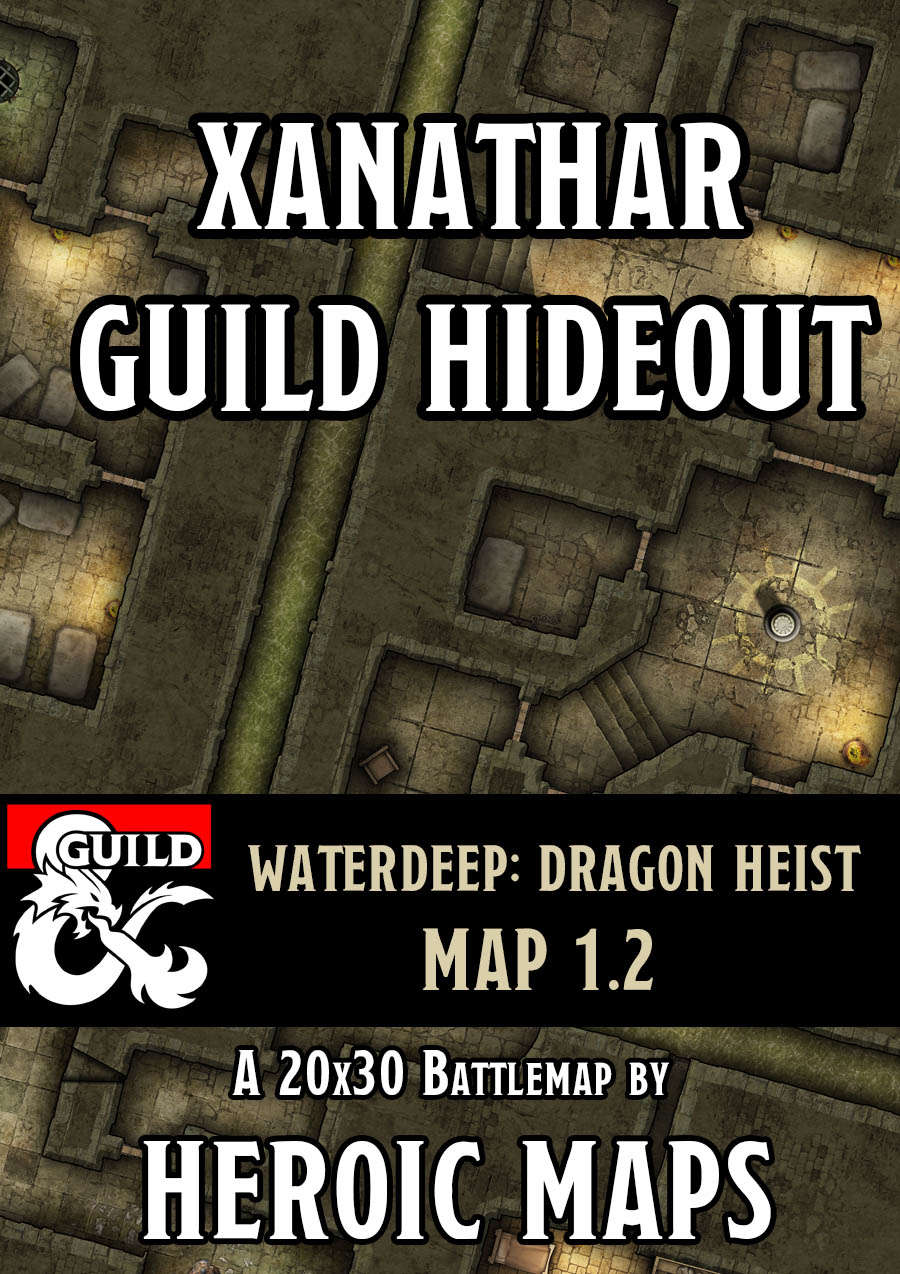 XANATHAR
GUILD HIDEOUT
GUILD
WATERDEEP: DRAGON HEIST
MAP 1.2
A 20x30 BATTLEMAP BY
HEROIC MAPS